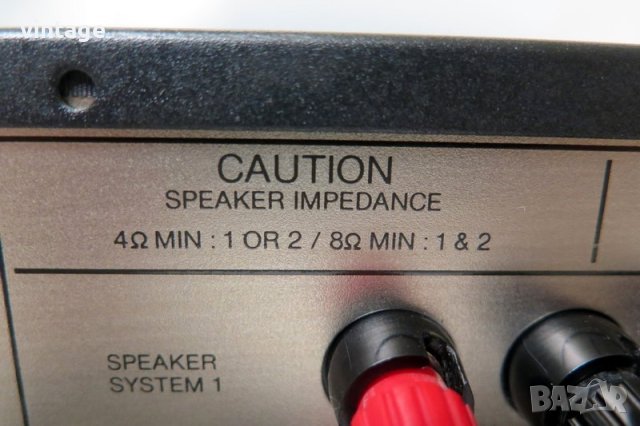 vintage
CAUTION
SPEAKER IMPEDANCE
4Ω MIN : 1 OR 2 / 8Ω MIN : 1 & 2
SPEAKER
SYSTEM 1
BAZAR